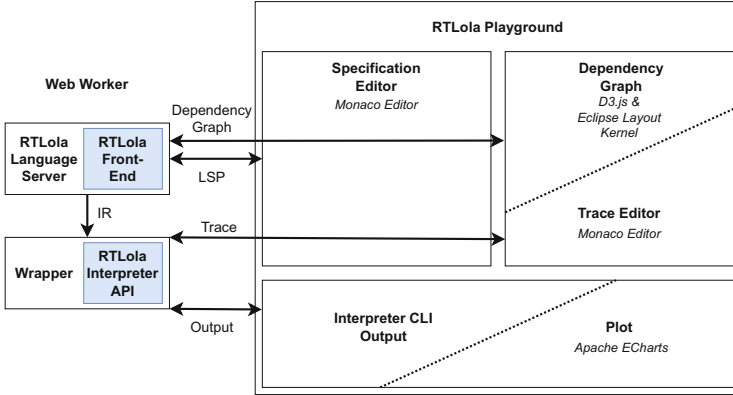 RTLola Playground
Web Worker
Specification
Editor
Monaco Editor
Dependency
Graph
D3.js &
Eclipse Layout
Kernel
Dependency
Graph
RTLola
Language
Server
RTLola
Front-
End
LSP
IR
Trace
Trace Editor
Monaco Editor
Wrapper
RTLola
Interpreter
API
Output
Interpreter CLI
Output
Plot
Apache ECharts